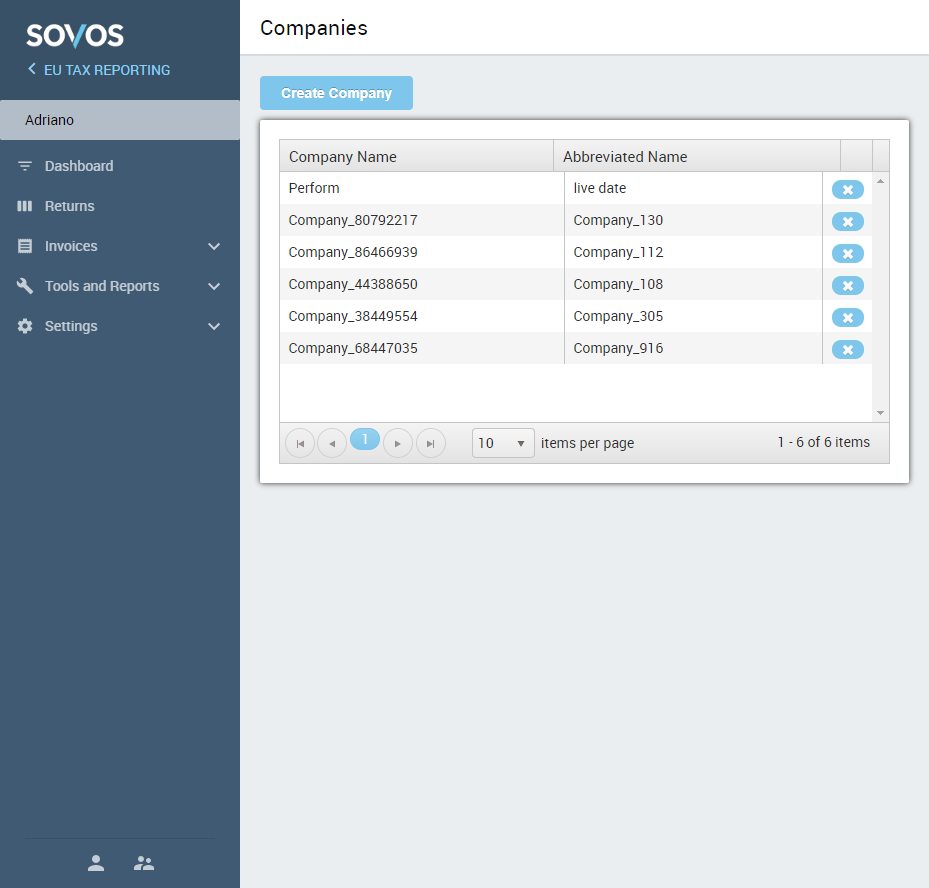 SOVOS
EU TAX REPORTING
Adriano
Dashboard
Returns
Invoices
Tools and Reports
Settings
Companies
Create Company
Company Name Abbreviated Name
Perform live date
Company_80792217 Company_130
Company_86466939 Company_112
Company_44388650 Company_108
Company_38449554 Company_305
Company_68447035 Company_916
1 10 items per page 1 - 6 of 6 items